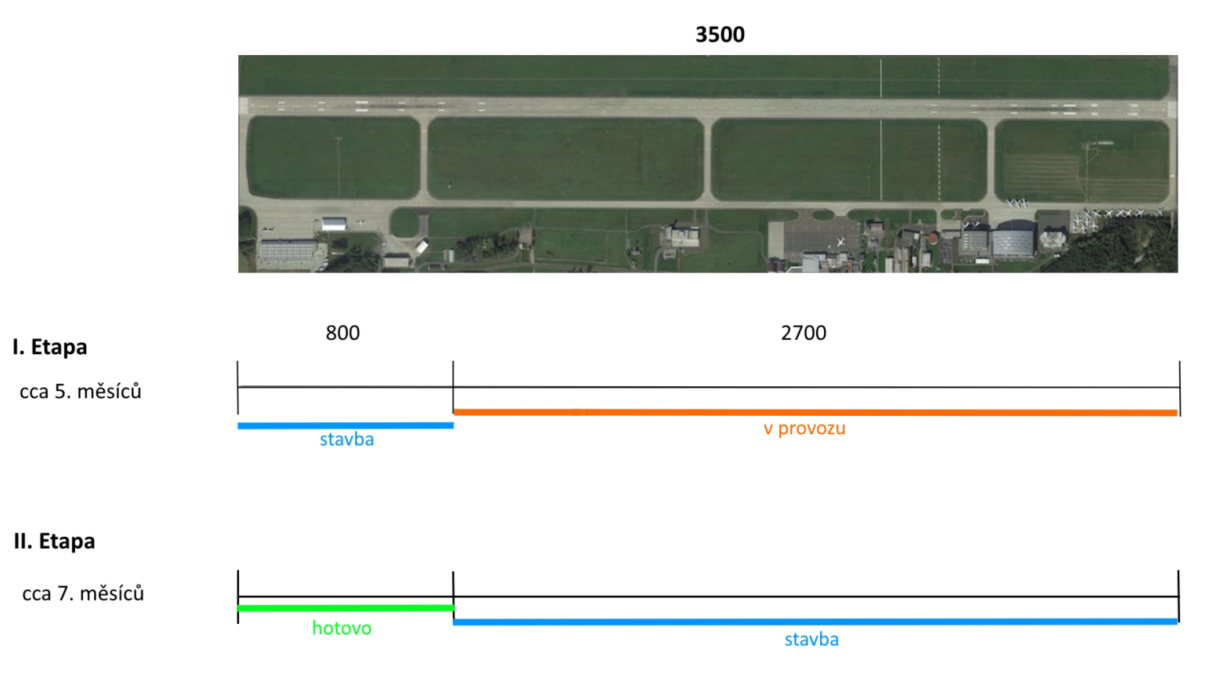 3500
I. Etapa
800
2700
cca 5. měsíců
stavba
v provozu
II. Etapa
cca 7. měsíců
hotovo
stavba